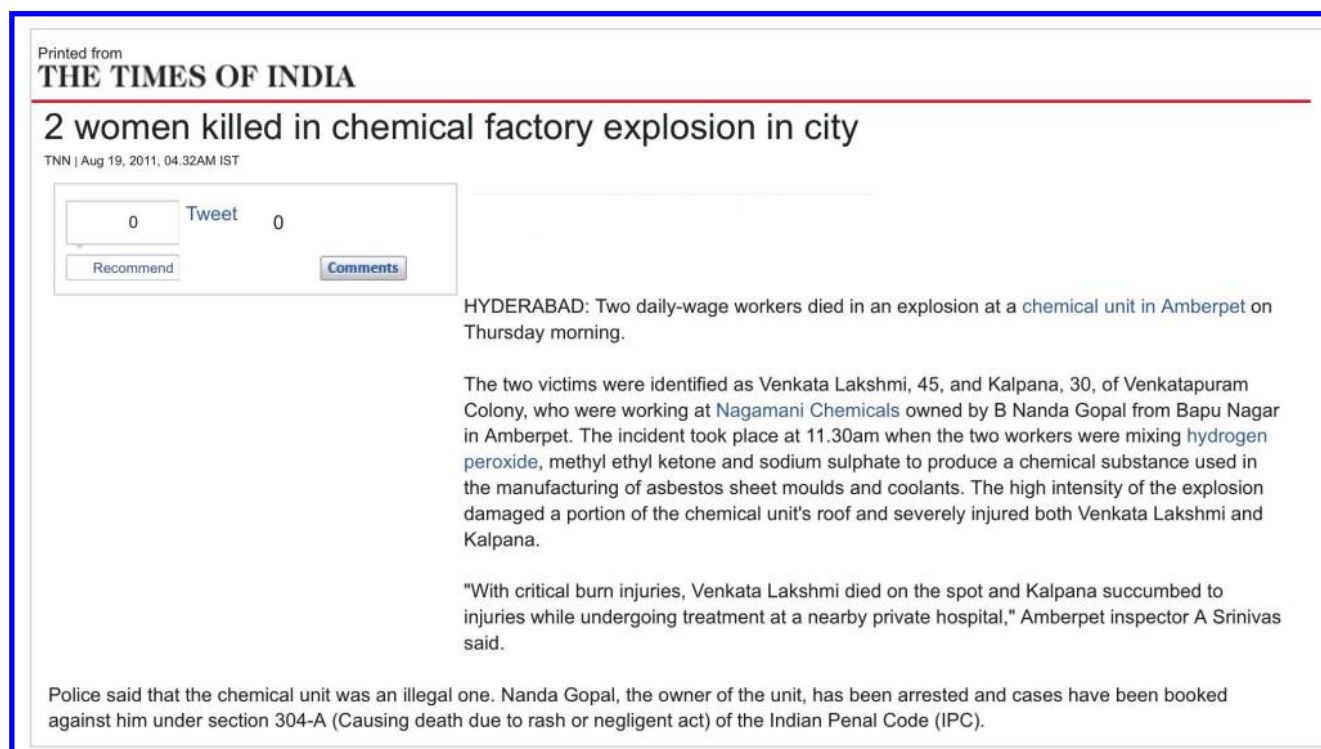 Printed from
THE TIMES OF INDIA
2 women killed in chemical factory explosion in city
TNN | Aug 19, 2011, 04.32AM IST
0
Tweet
0
Recommend
Comments
HYDERABAD: Two daily-wage workers died in an explosion at a chemical unit in Amberpet on
Thursday morning.
The two victims were identified as Venkata Lakshmi, 45, and Kalpana, 30, of Venkatapuram
Colony, who were working at Nagamani Chemicals owned by B Nanda Gopal from Bapu Nagar
in Amberpet. The incident took place at 11.30am when the two workers were mixing hydrogen
peroxide, methyl ethyl ketone and sodium sulphate to produce a chemical substance used in
the manufacturing of asbestos sheet moulds and coolants. The high intensity of the explosion
damaged a portion of the chemical unit's roof and severely injured both Venkata Lakshmi and
Kalpana.
"With critical burn injuries, Venkata Lakshmi died on the spot and Kalpana succumbed to
injuries while undergoing treatment at a nearby private hospital," Amberpet inspector A Srinivas
said.
Police said that the chemical unit was an illegal one. Nanda Gopal, the owner of the unit, has been arrested and cases have been booked
against him under section 304-A (Causing death due to rash or negligent act) of the Indian Penal Code (IPC).